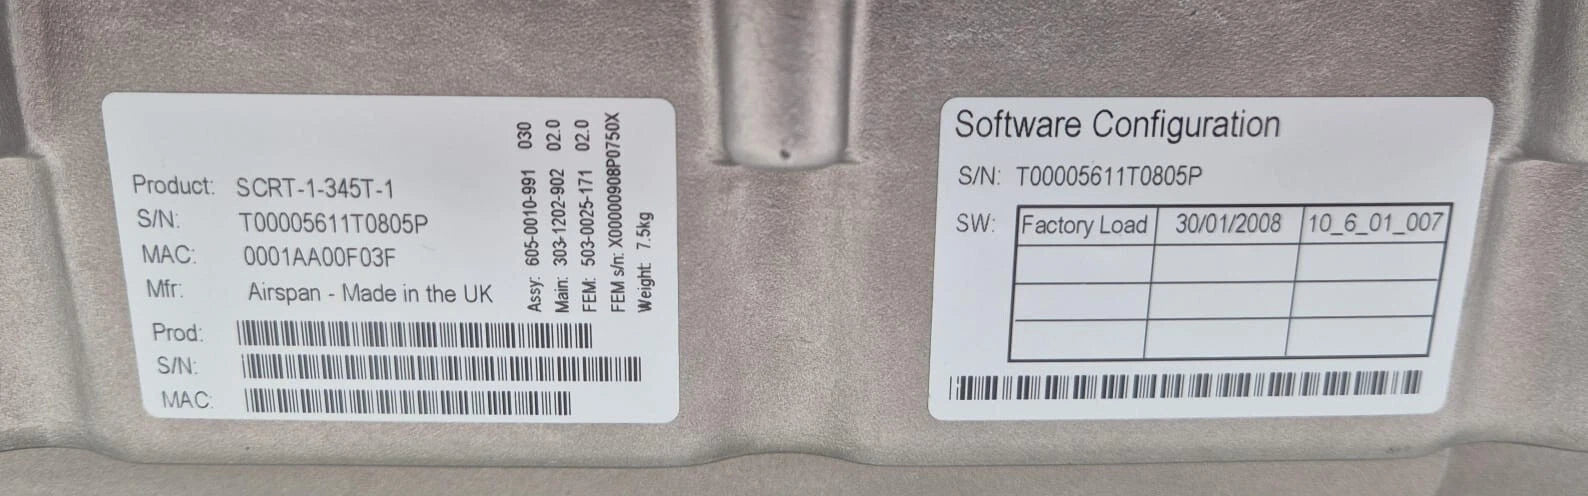 Product: SCRT-1-345T-1
S/N: T00005611T0805P
MAC: 0001AA00F03F
Mfr: Airspan - Made in the UK
Prod:
S/N:
MAC:
Assy: 605-0010-991 030
Main: 303-1202-902 02.0
FEM: 503-0025-171 02.0
FEM s/n: X00000908P0750X
Weight: 7.5kg
Software Configuration
S/N: T00005611T0805P
SW: Factory Load 30/01/2008 10_6_01_007